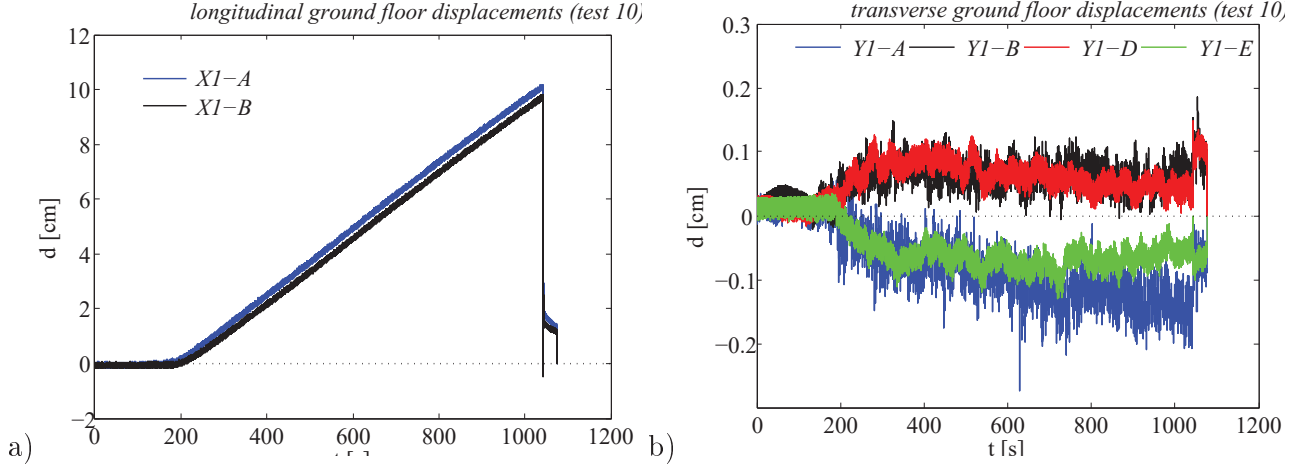 longitudinal ground floor displacements (test 10)
12
10
8
6
4
2
0
−2
d [cm]
X1−A
X1−B
0 200 400 600 800 1000 1200
a)
transverse ground floor displacements (test 10)
0.3
0.2
0.1
0
−0.1
−0.2
d [cm]
Y1−A Y1−B Y1−D Y1−E
0 200 400 600 800 1000 1200
t [s]
b)